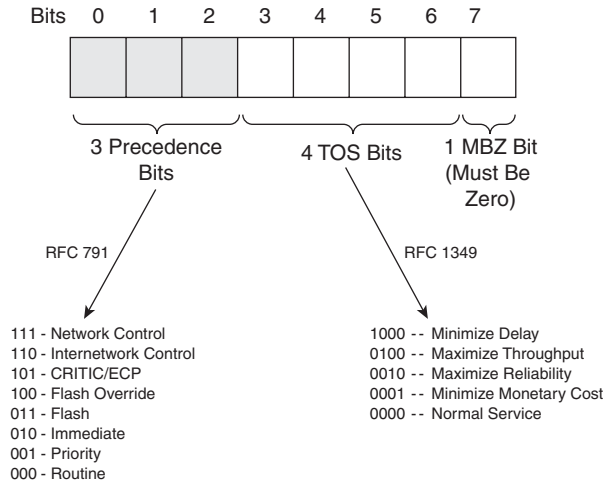 Bits 0 1 2 3 4 5 6 7
3 Precedence
Bits
4 TOS Bits
1 MBZ Bit
(Must Be
Zero)
RFC 791
RFC 1349
111 - Network Control
110 - Internetwork Control
101 - CRITIC/ECP
100 - Flash Override
011 - Flash
010 - Immediate
001 - Priority
000 - Routine
1000 -- Minimize Delay
0100 -- Maximize Throughput
0010 -- Maximize Reliability
0001 -- Minimize Monetary Cost
0000 -- Normal Service